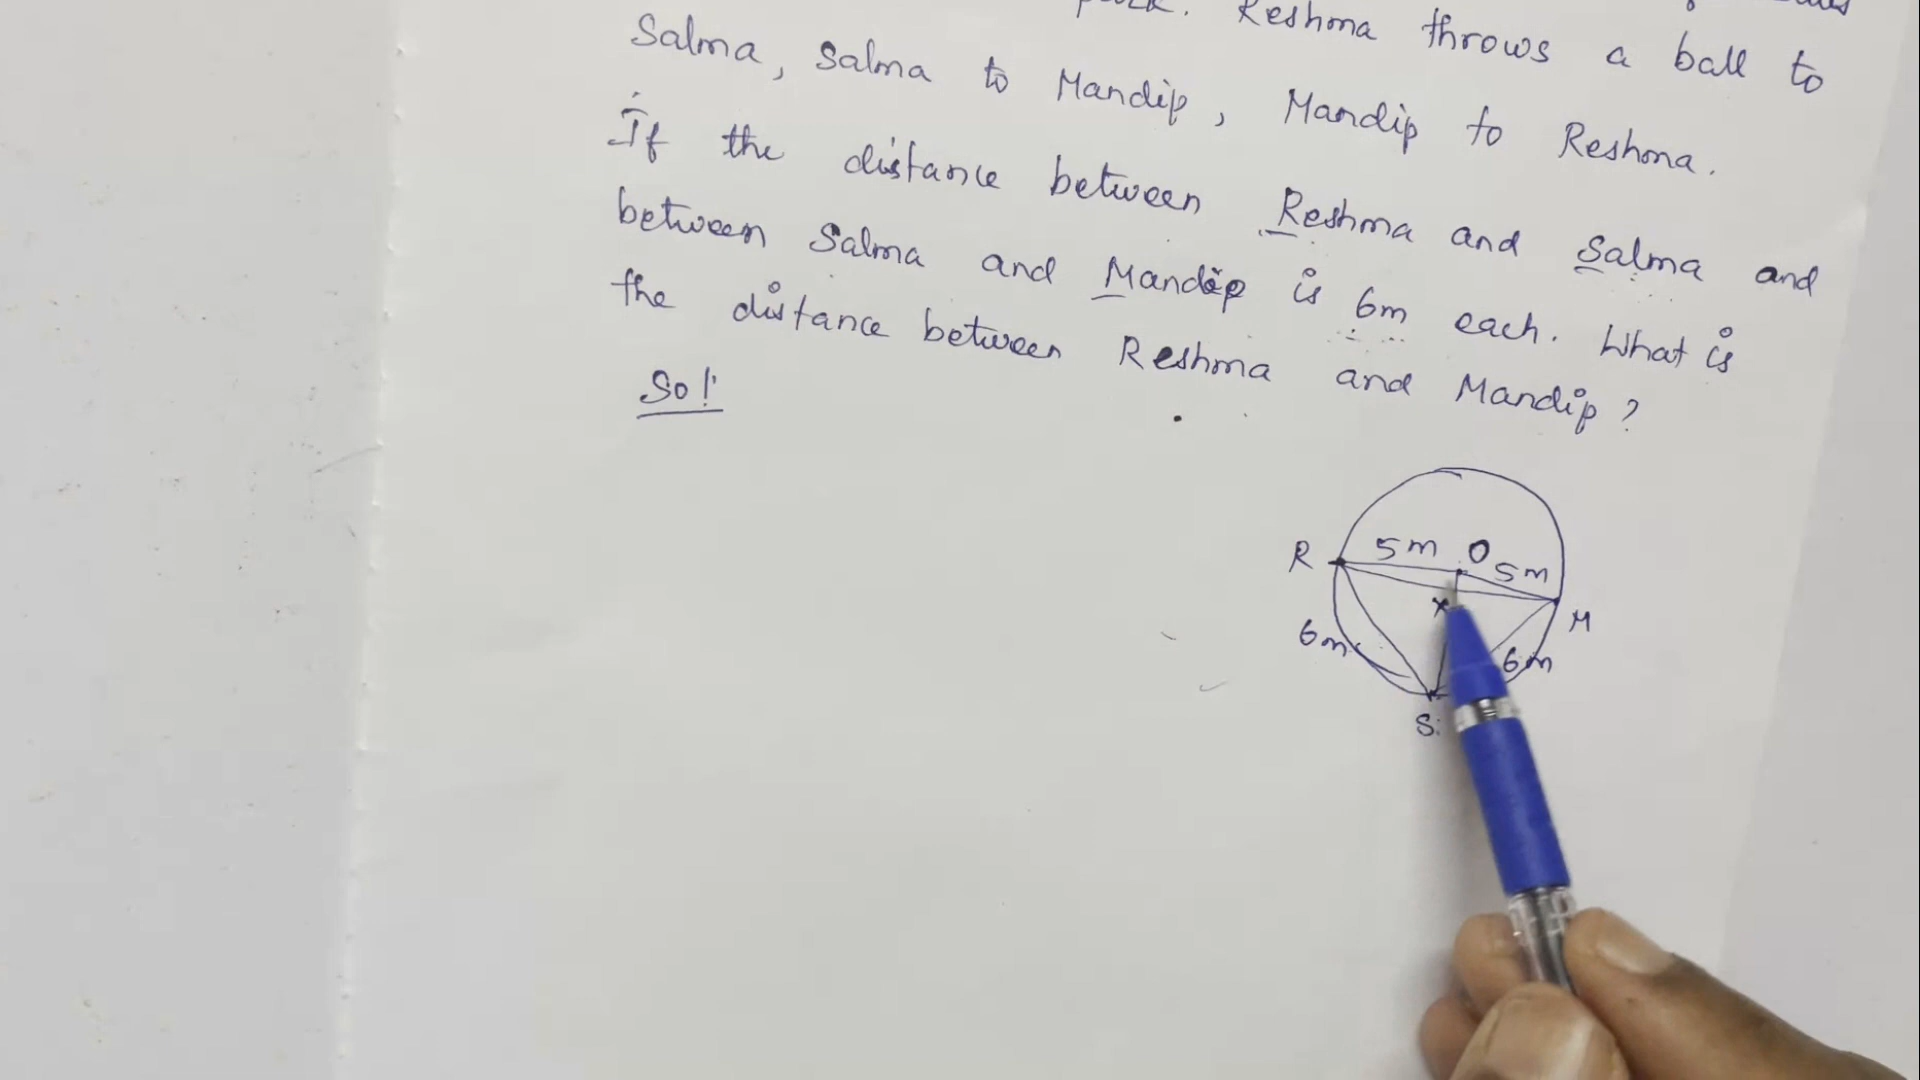 Reshma throws a ball to
Salma, Salma to Mandip, Mandip to Reshma.
If the distance between Reshma and Salma and
between Salma and Mandip is 6m each. What is
the distance between Reshma and Mandip?
Sol
R 5m O 5m
x
M
6m 6m
S